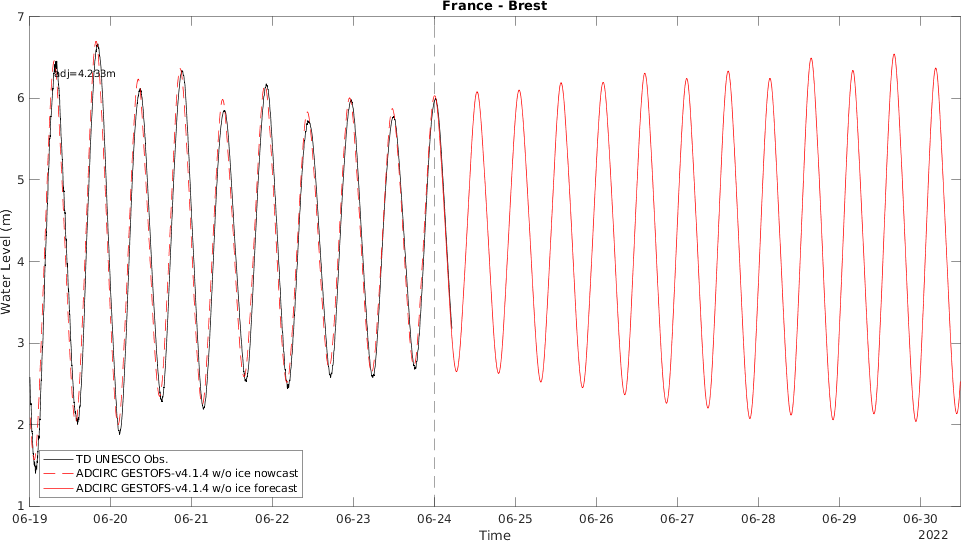 France - Brest
7
6
5
4
3
2
1
Water Level (m)
adj=4.233m
TD UNESCO Obs.
ADCIRC GESTOFS-v4.1.4 w/o ice nowcast
ADCIRC GESTOFS-v4.1.4 w/o ice forecast
06-19 06-20 06-21 06-22 06-23 06-24 06-25 06-26 06-27 06-28 06-29 06-30
Time
2022